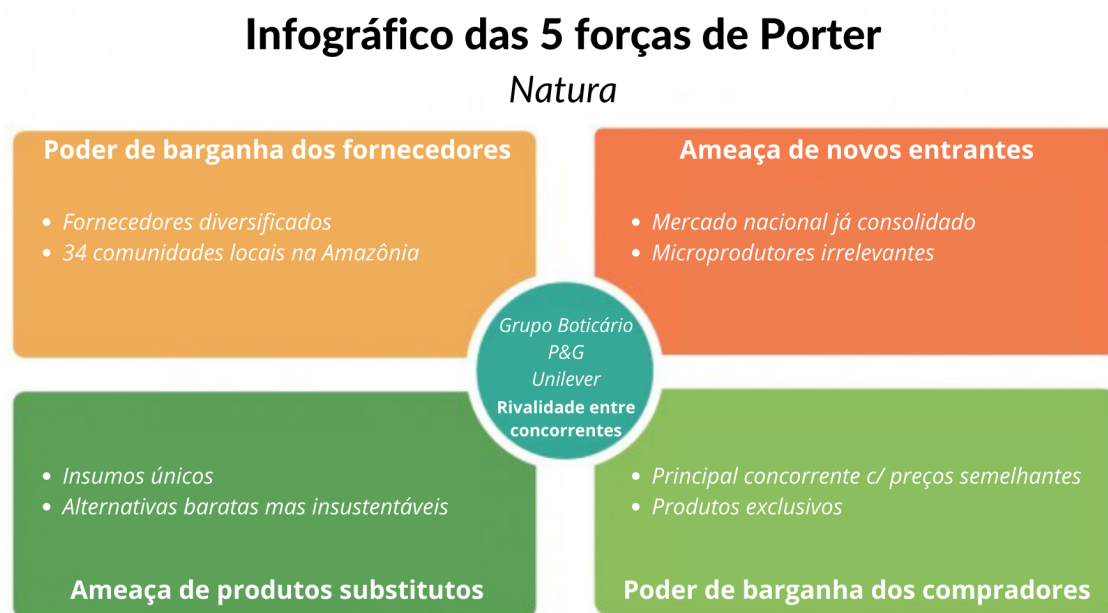 Infográfico das 5 forças de Porter
Natura
Poder de barganha dos fornecedores
• Fornecedores diversificados
• 34 comunidades locais na Amazônia
Ameaça de novos entrantes
• Mercado nacional já consolidado
• Microprodutores irrelevantes
Grupo Boticário
P&G
Unilever
Rivalidade entre
concorrentes
• Insumos únicos
• Alternativas baratas mas insustentáveis
Ameaça de produtos substitutos
• Principal concorrente c/ preços semelhantes
• Produtos exclusivos
Poder de barganha dos compradores